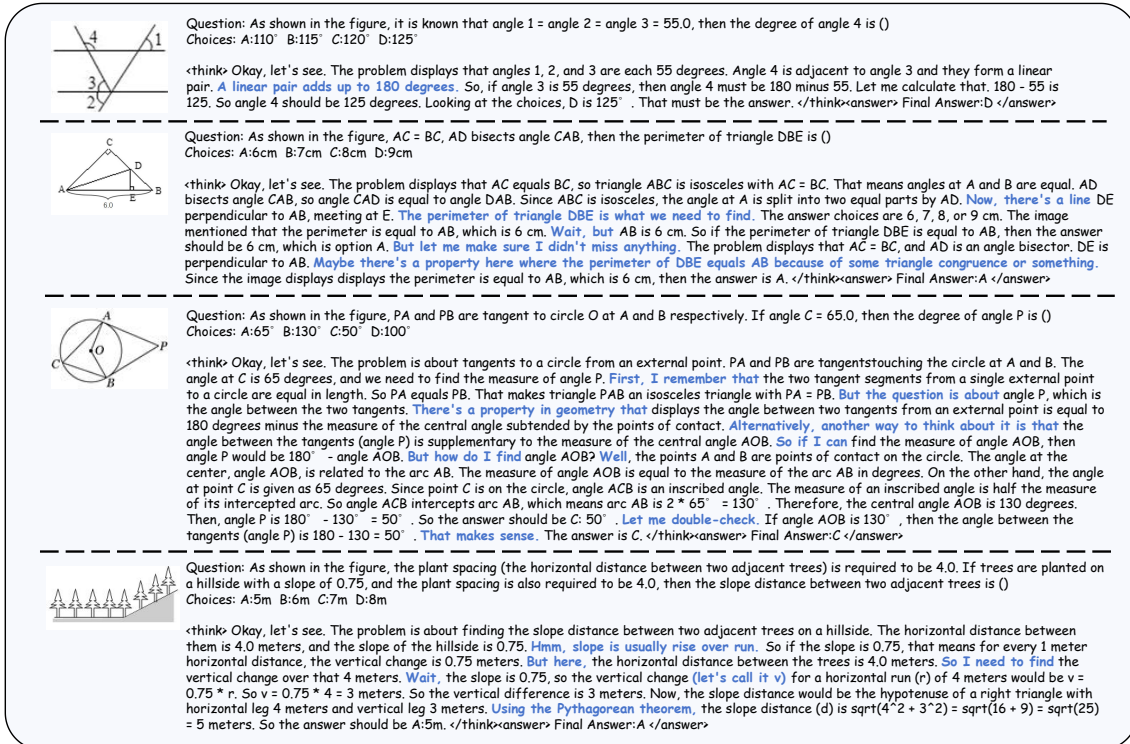 Question: As shown in the figure, it is known that angle 1 = angle 2 = angle 3 = 55.0, then the degree of angle 4 is ()
Choices: A:110° B:115° C:120° D:125°
4
1
3
2
<think> Okay, let's see. The problem displays that angles 1, 2, and 3 are each 55 degrees. Angle 4 is adjacent to angle 3 and they form a linear
pair. A linear pair adds up to 180 degrees. So, if angle 3 is 55 degrees, then angle 4 must be 180 minus 55. Let me calculate that. 180 - 55 is
125. So angle 4 should be 125 degrees. Looking at the choices, D is 125° . That must be the answer. </think><answer> Final Answer:D </answer>
Question: As shown in the figure, AC = BC, AD bisects angle CAB, then the perimeter of triangle DBE is ()
Choices: A:6cm B:7cm C:8cm D:9cm
C
D
A
E
B
6.0
<think> Okay, let's see. The problem displays that AC equals BC, so triangle ABC is isosceles with AC = BC. That means angles at A and B are equal. AD
bisects angle CAB, so angle CAD is equal to angle DAB. Since ABC is isosceles, the angle at A is split into two equal parts by AD. Now, there's a line DE
perpendicular to AB, meeting at E. The perimeter of triangle DBE is what we need to find. The answer choices are 6, 7, 8, or 9 cm. The image
mentioned that the perimeter is equal to AB, which is 6 cm. Wait, but AB is 6 cm. So if the perimeter of triangle DBE is equal to AB, then the answer
should be 6 cm, which is option A. But let me make sure I didn't miss anything. The problem displays that AC = BC, and AD is an angle bisector. DE is
perpendicular to AB. Maybe there's a property here where the perimeter of DBE equals AB because of some triangle congruence or something.
Since the image displays displays the perimeter is equal to AB, which is 6 cm, then the answer is A. </think><answer> Final Answer:A </answer>
Question: As shown in the figure, PA and PB are tangent to circle O at A and B respectively. If angle C = 65.0, then the degree of angle P is ()
Choices: A:65° B:130° C:50° D:100°
A
O
P
C
B
<think> Okay, let's see. The problem is about tangents to a circle from an external point. PA and PB are tangentstouching the circle at A and B. The
angle at C is 65 degrees, and we need to find the measure of angle P. First, I remember that the two tangent segments from a single external point
to a circle are equal in length. So PA equals PB. That makes triangle PAB an isosceles triangle with PA = PB. But the question is about angle P, which is
the angle between the two tangents. There's a property in geometry that displays the angle between two tangents from an external point is equal to
180 degrees minus the measure of the central angle subtended by the points of contact. Alternatively, another way to think about it is that the
angle between the tangents (angle P) is supplementary to the measure of the central angle AOB. So if I can find the measure of angle AOB, then
angle P would be 180° - angle AOB. But how do I find angle AOB? Well, the points A and B are points of contact on the circle. The angle at the
center, angle AOB, is related to the arc AB. The measure of angle AOB is equal to the measure of the arc AB in degrees. On the other hand, the angle
at point C is given as 65 degrees. Since point C is on the circle, angle ACB is an inscribed angle. The measure of an inscribed angle is half the measure
of its intercepted arc. So angle ACB intercepts arc AB, which means arc AB is 2 * 65° = 130° . Therefore, the central angle AOB is 130 degrees.
Then, angle P is 180° - 130° = 50° . So the answer should be C: 50° . Let me double-check. If angle AOB is 130° , then the angle between the
tangents (angle P) is 180 - 130 = 50° . That makes sense. The answer is C. </think><answer> Final Answer:C </answer>
Question: As shown in the figure, the plant spacing (the horizontal distance between two adjacent trees) is required to be 4.0. If trees are planted on
a hillside with a slope of 0.75, and the plant spacing is also required to be 4.0, then the slope distance between two adjacent trees is ()
Choices: A:5m B:6m C:7m D:8m
<think> Okay, let's see. The problem is about finding the slope distance between two adjacent trees on a hillside. The horizontal distance between
them is 4.0 meters, and the slope of the hillside is 0.75. Hmm, slope is usually rise over run. So if the slope is 0.75, that means for every 1 meter
horizontal distance, the vertical change is 0.75 meters. But here, the horizontal distance between the trees is 4.0 meters. So I need to find the
vertical change over that 4 meters. Wait, the slope is 0.75, so the vertical change (let's call it v) for a horizontal run (r) of 4 meters would be v =
0.75 * r. So v = 0.75 * 4 = 3 meters. So the vertical difference is 3 meters. Now, the slope distance would be the hypotenuse of a right triangle with
horizontal leg 4 meters and vertical leg 3 meters. Using the Pythagorean theorem, the slope distance (d) is sqrt(4^2 + 3^2) = sqrt(16 + 9) = sqrt(25)
= 5 meters. So the answer should be A:5m. </think><answer> Final Answer:A </answer>